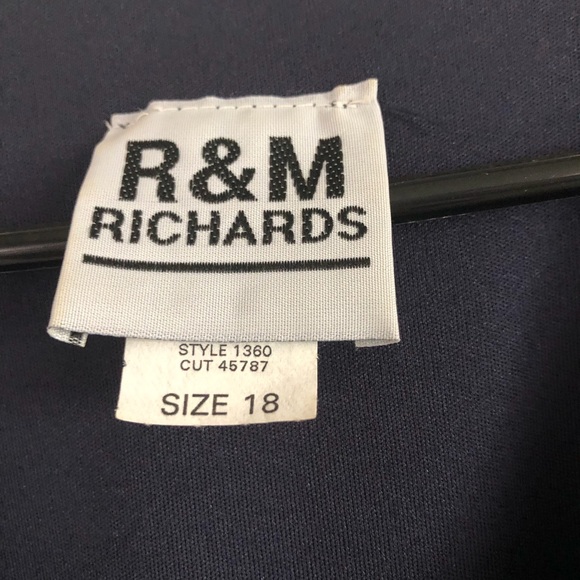 R&M
RICHARDS
STYLE 1360
CUT 45787
SIZE 18